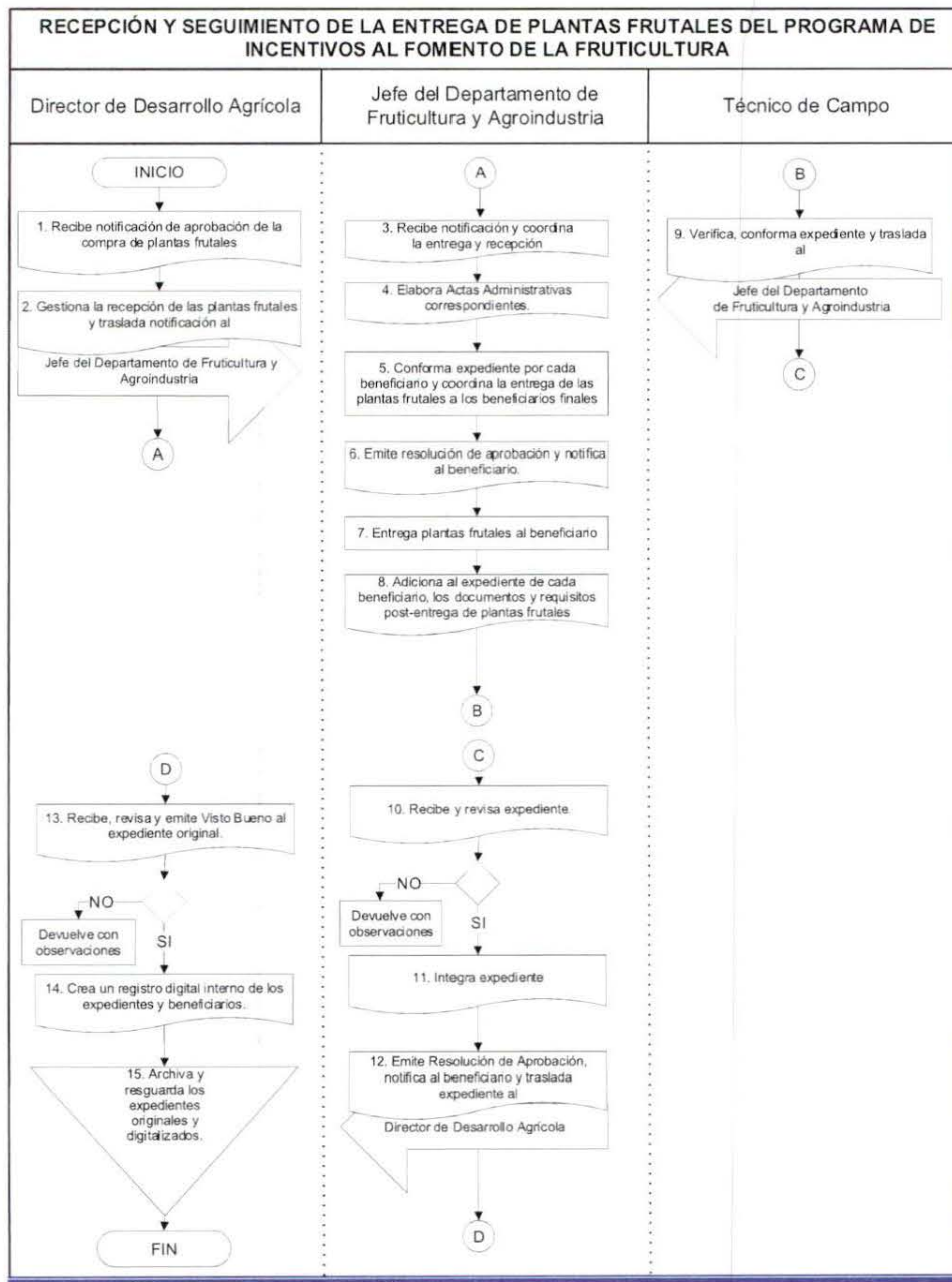 RECEPCIÓN Y SEGUIMIENTO DE LA ENTREGA DE PLANTAS FRUTALES DEL PROGRAMA DE
INCENTIVOS AL FOMENTO DE LA FRUTICULTURA
Director de Desarrollo Agrícola
Jefe del Departamento de
Fruticultura y Agroindustria
Técnico de Campo
INICIO
1. Recibe notificación de aprobación de la
compra de plantas frutales
2. Gestiona la recepción de las plantas frutales
y traslada notificación al
Jefe del Departamento de Fruticultura y
Agroindustria
A
A
3. Recibe notificación y coordina
la entrega y recepción
4. Elabora Actas Administrativas
correspondientes.
5. Conforma expediente por cada
beneficiario y coordina la entrega de las
plantas frutales a los beneficiarios finales
6. Emite resolución de aprobación y notifica
al beneficiario.
7. Entrega plantas frutales al beneficiario
8. Adiciona al expediente de cada
beneficiario, los documentos y requisitos
post-entrega de plantas frutales
B
B
9. Verifica, conforma expediente y traslada
al
Jefe del Departamento
de Fruticultura y Agroindustria
C
C
10. Recibe y revisa expediente.
NO
Devuelve con
observaciones
SI
11. Integra expediente
12. Emite Resolución de Aprobación,
notifica al beneficiario y traslada
expediente al
Director de Desarrollo Agrícola
D
D
13. Recibe, revisa y emite Visto Bueno al
expediente original.
NO
Devuelve con
observaciones
SI
14. Crea un registro digital interno de los
expedientes y beneficiarios.
15. Archiva y
resguarda los
expedientes
originales y
digitalizados.
FIN